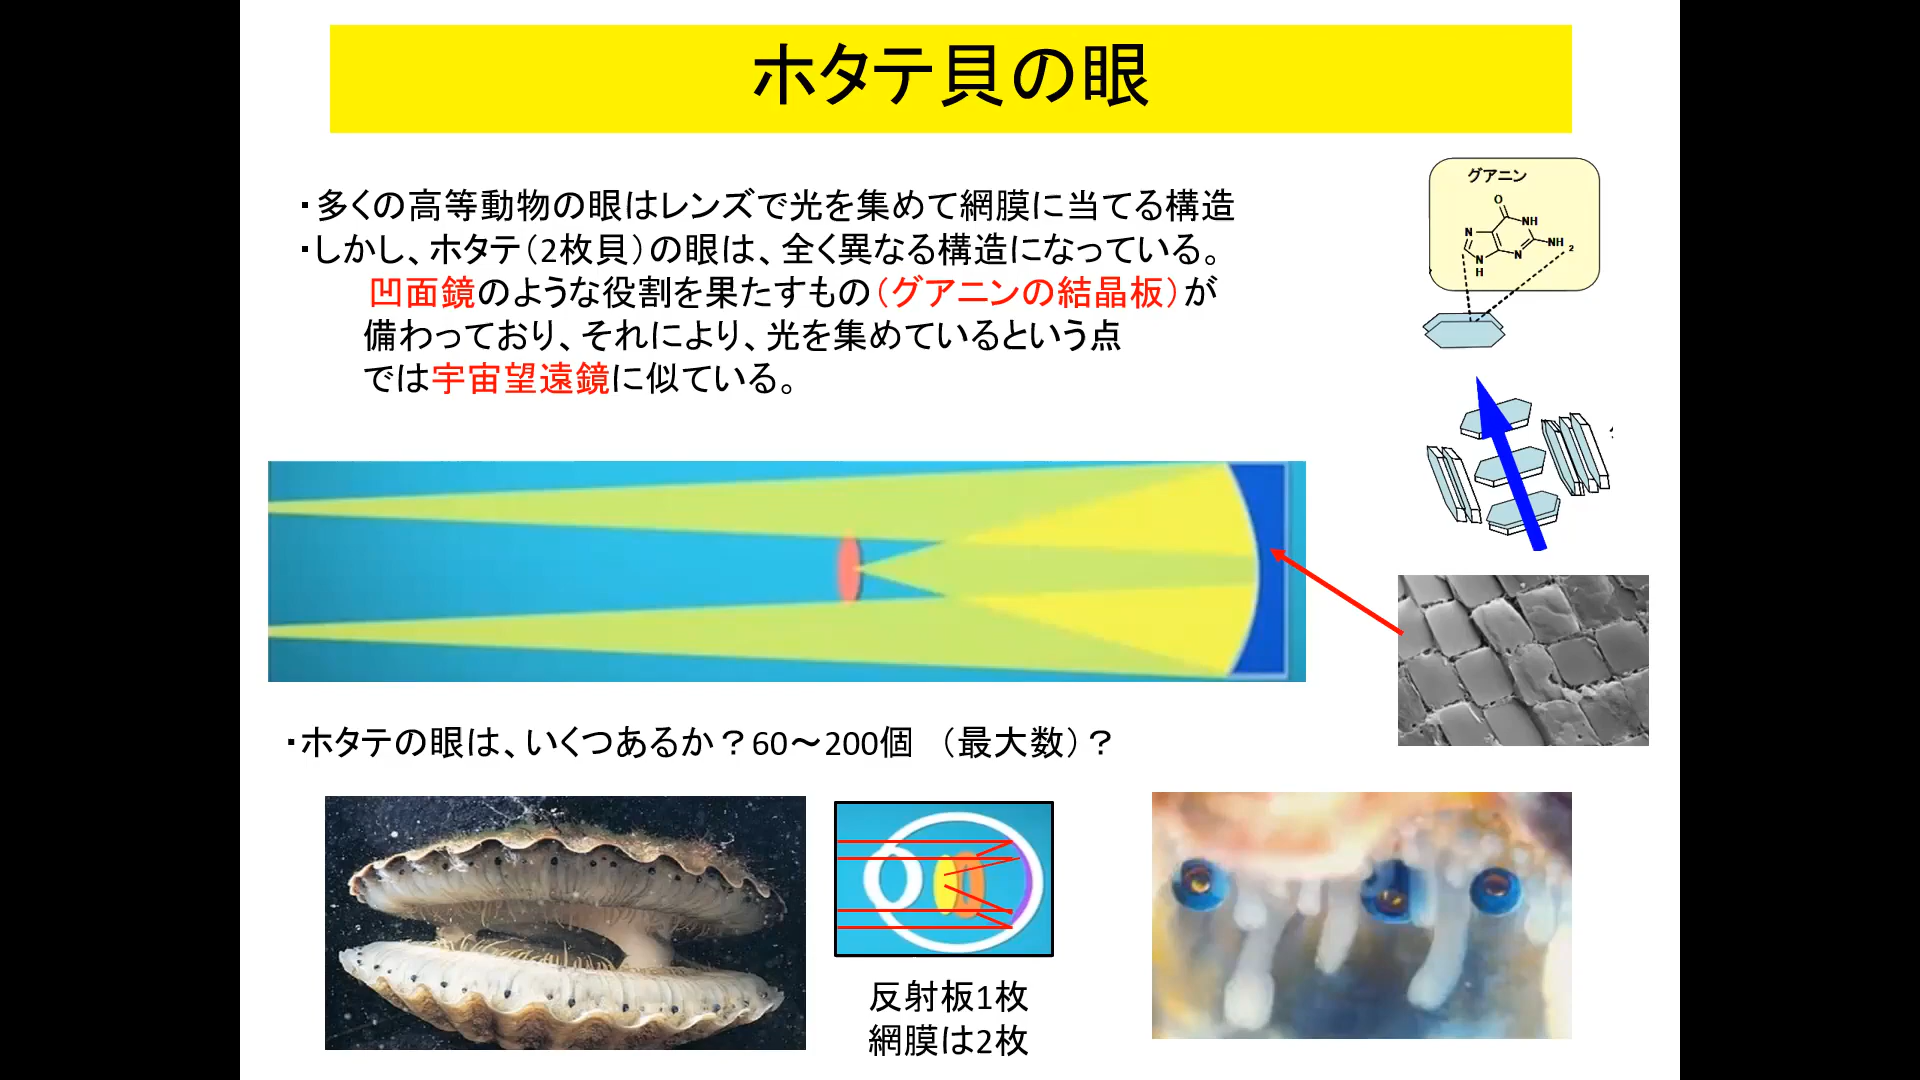 ホタテ貝の眼
・多くの高等動物の眼はレンズで光を集めて網膜に当てる構造
・しかし、ホタテ（2枚貝）の眼は、全く異なる構造になっている。
凹面鏡のような役割を果たすもの（グアニンの結晶板）が
備わっており、それにより、光を集めているという点
では宇宙望遠鏡に似ている。
グアニン
O
NH
N
NH 2
N
N
H
・ホタテの眼は、いくつあるか？60～200個　（最大数）？
反射板1枚
網膜は2枚